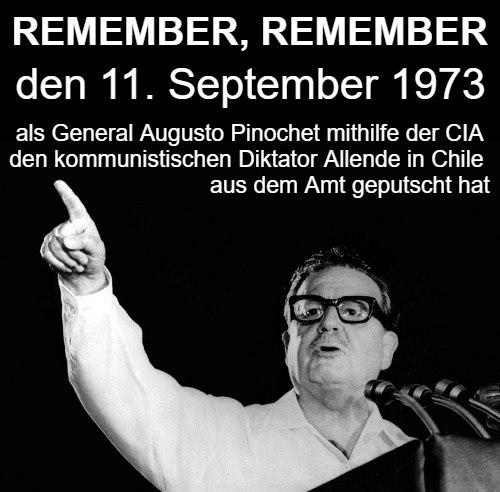 REMEMBER, REMEMBER
den 11. September 1973
als General Augusto Pinochet mithilfe der CIA
den kommunistischen Diktator Allende in Chile
aus dem Amt geputscht hat